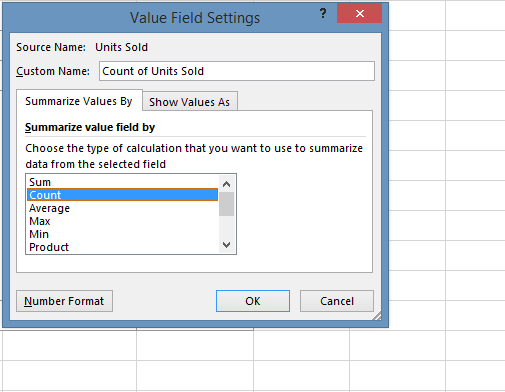 Value Field Settings ? ×
Source Name: Units Sold
Custom Name: Count of Units Sold
Summarize Values By Show Values As
Summarize value field by
Choose the type of calculation that you want to use to summarize
data from the selected field
Sum
Count
Average
Max
Min
Product
Number Format OK Cancel